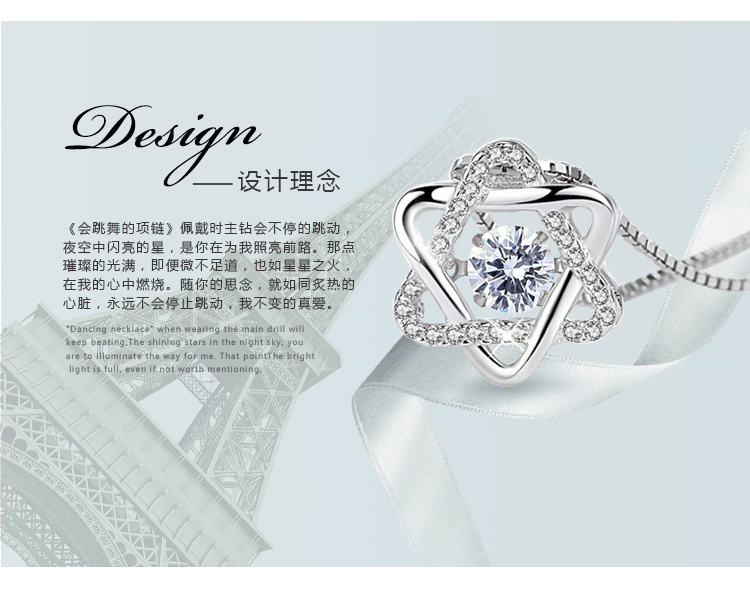 Design
——设计理念
《会跳舞的项链》佩戴时主钻会不停的跳动，
夜空中闪亮的星，是你在为我照亮前路。那点
璀璨的光满，即便微不足道，也如星星之火，
在我的心中燃烧。随你的思念，就如同炙热的
心脏，永远不会停止跳动，我不变的真爱。
"Dancing necklace" when wearing the main drill will
keep beating.The shining stars in the night sky, you
are to illuminate the way for me. That pointThe bright
light is full, even if not worth mentioning,